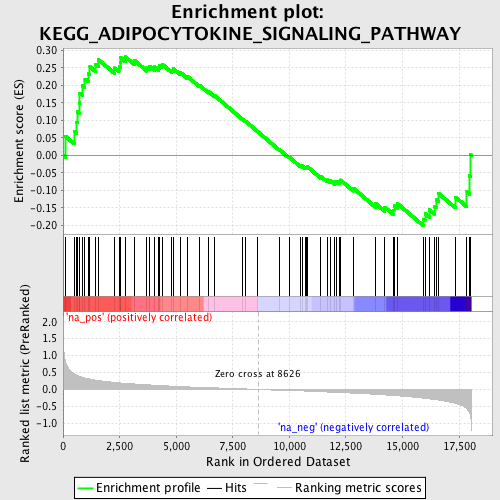 Enrichment plot:
KEGG_ADIPOCYTOKINE_SIGNALING_PATHWAY
Enrichment score (ES)
0.30
0.25
0.20
0.15
0.10
0.05
0.00
-0.05
-0.10
-0.15
-0.20
'na_pos' (positively correlated)
Ranked list metric (PreRanked)
2.0
1.5
1.0
0.5
0.0
-0.5
-1.0
Zero cross at 8626
'na_neg' (negatively correlated)
0
2,500
5,000
7,500
10,000
12,500
15,000
17,500
Rank in Ordered Dataset
Enrichment profile
Hits
Ranking metric scores